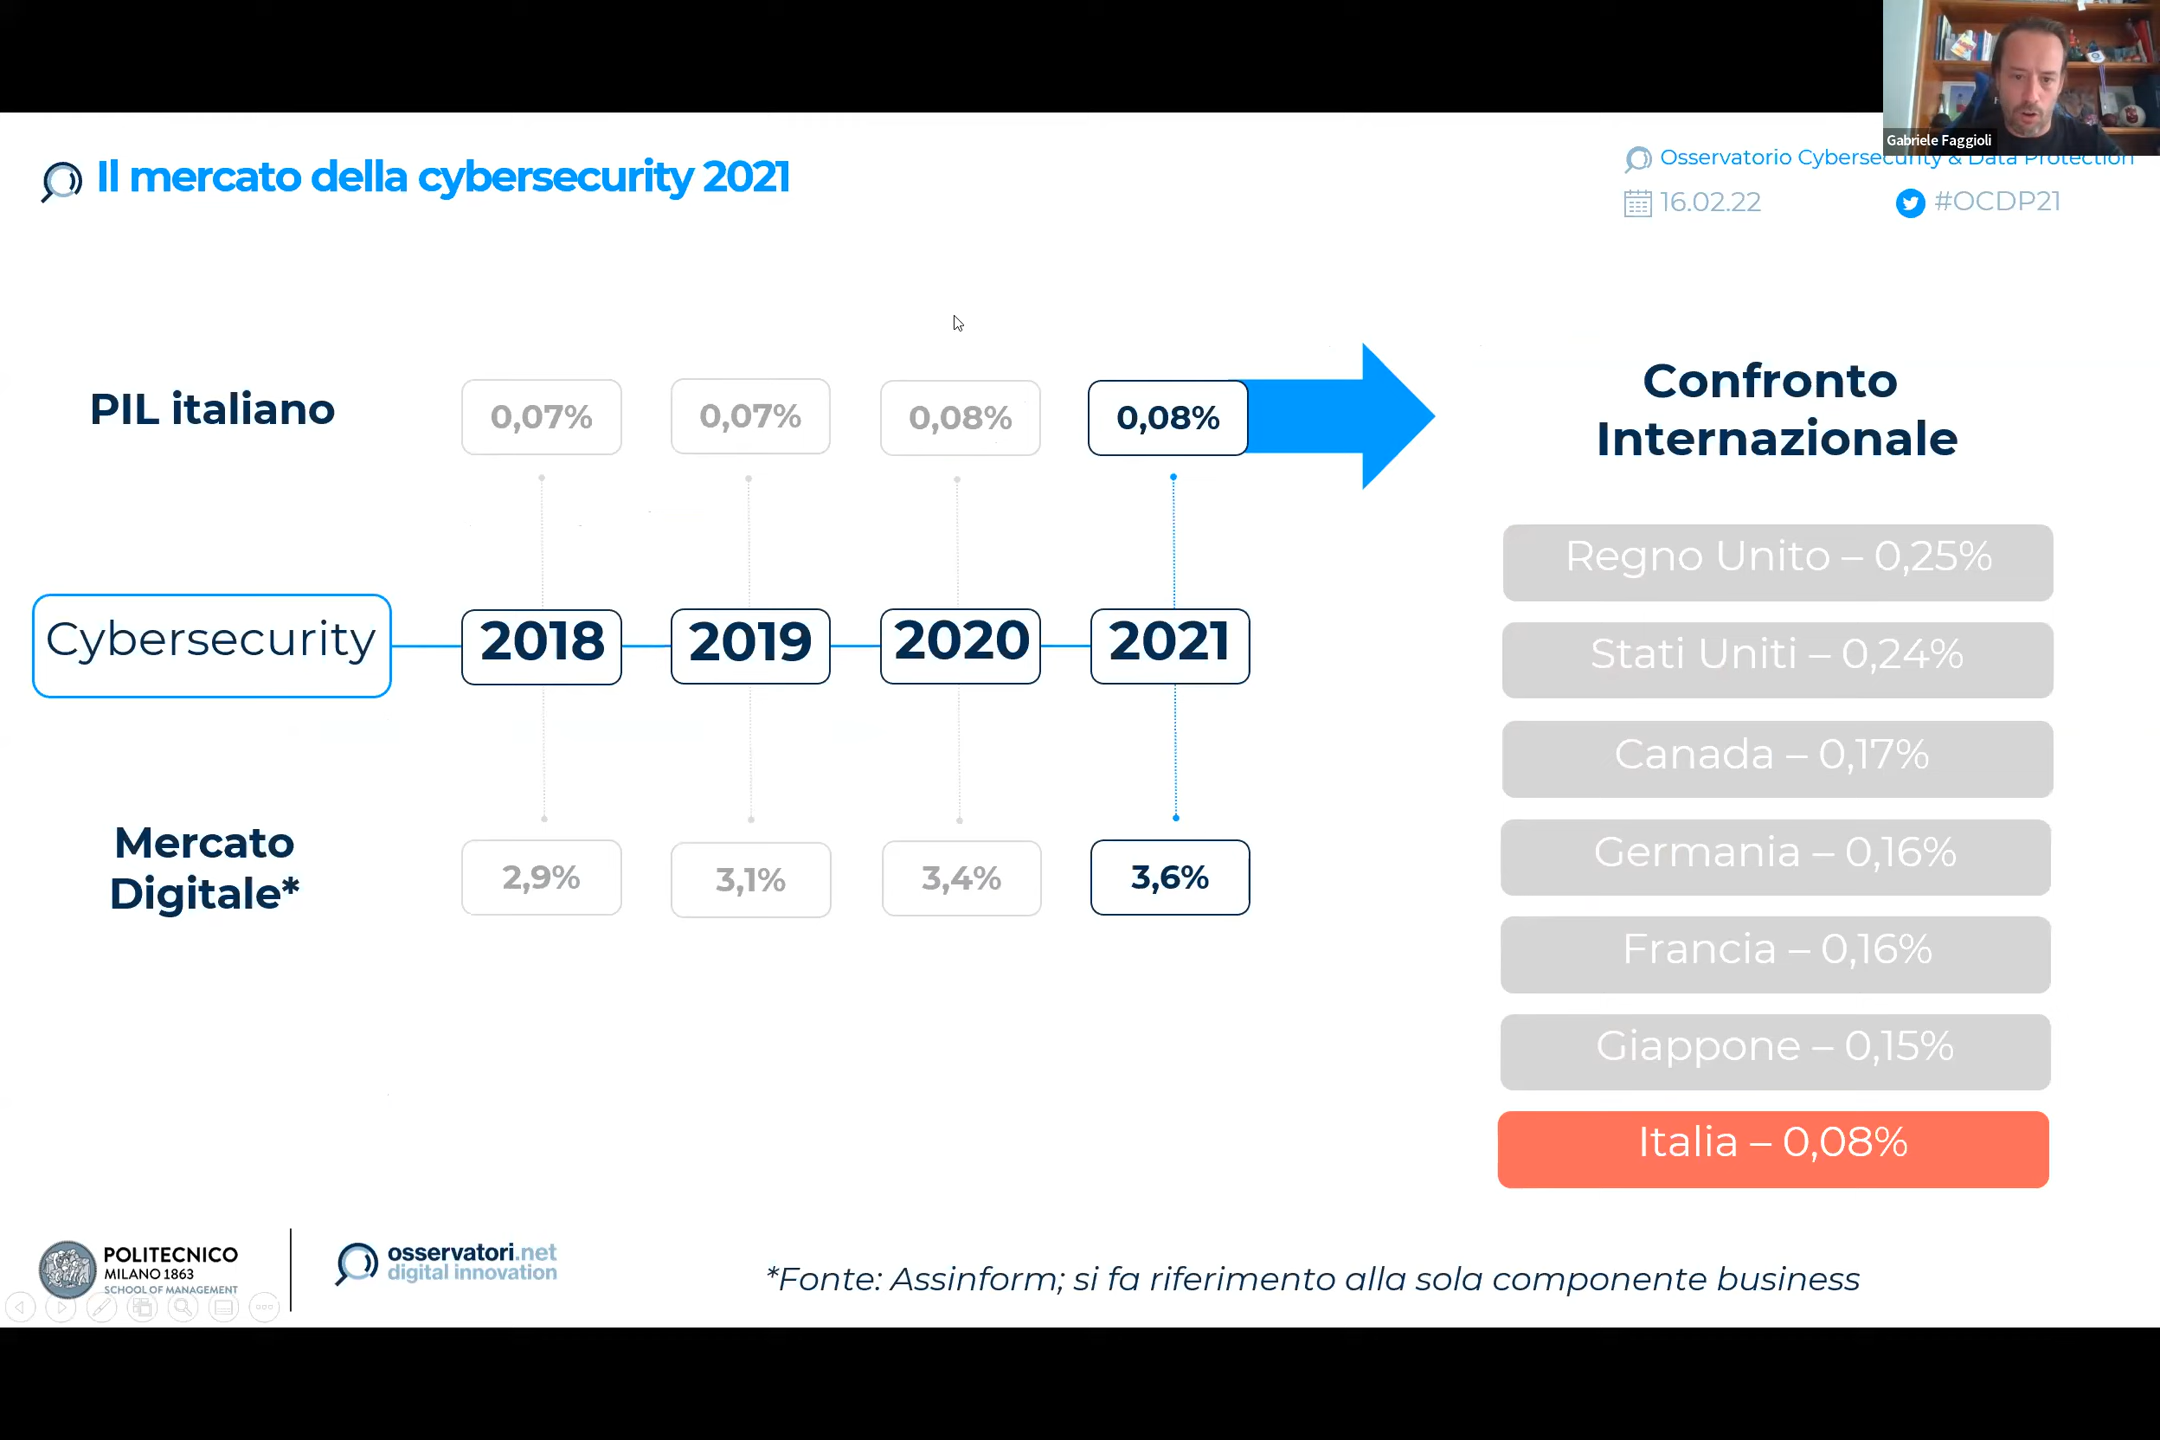 Gabriele Faggioli
Il mercato della cybersecurity 2021
Osservatorio Cybersecurity & Data Protection
16.02.22
#OCDP21
PIL italiano
0,07%
0,07%
0,08%
0,08%
Cybersecurity
2018
2019
2020
2021
Mercato
Digitale*
2,9%
3,1%
3,4%
3,6%
Confronto
Internazionale
Regno Unito – 0,25%
Stati Uniti – 0,24%
Canada – 0,17%
Germania – 0,16%
Francia – 0,16%
Giappone – 0,15%
Italia – 0,08%
POLITECNICO
MILANO 1863
SCHOOL OF MANAGEMENT
osservatori.net
digital innovation
*Fonte: Assinform; si fa riferimento alla sola componente business